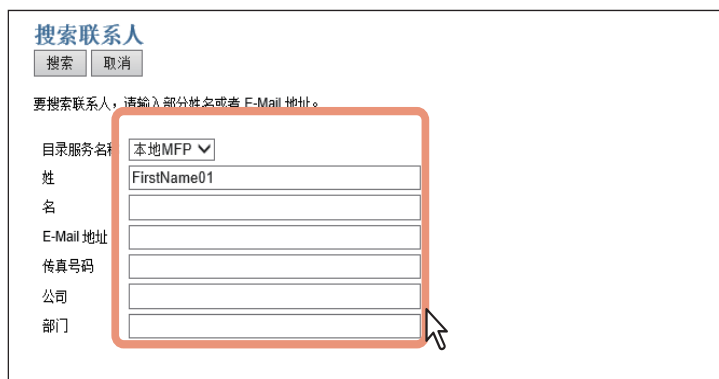 搜索联系人
搜索 取消
要搜索联系人，请输入部分姓名或者 E-Mail 地址。
目录服务名称 本地MFP
姓 FirstName01
名
E-Mail 地址
传真号码
公司
部门